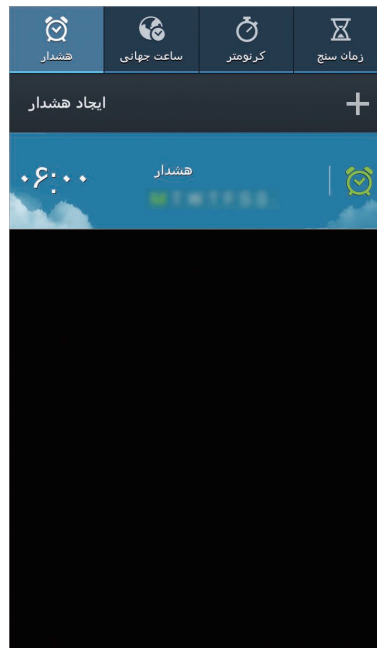 هشدار
ساعت جهانی
کرنومتر
زمان سنج
ایجاد هشدار
۰۶:۰۰
هشدار